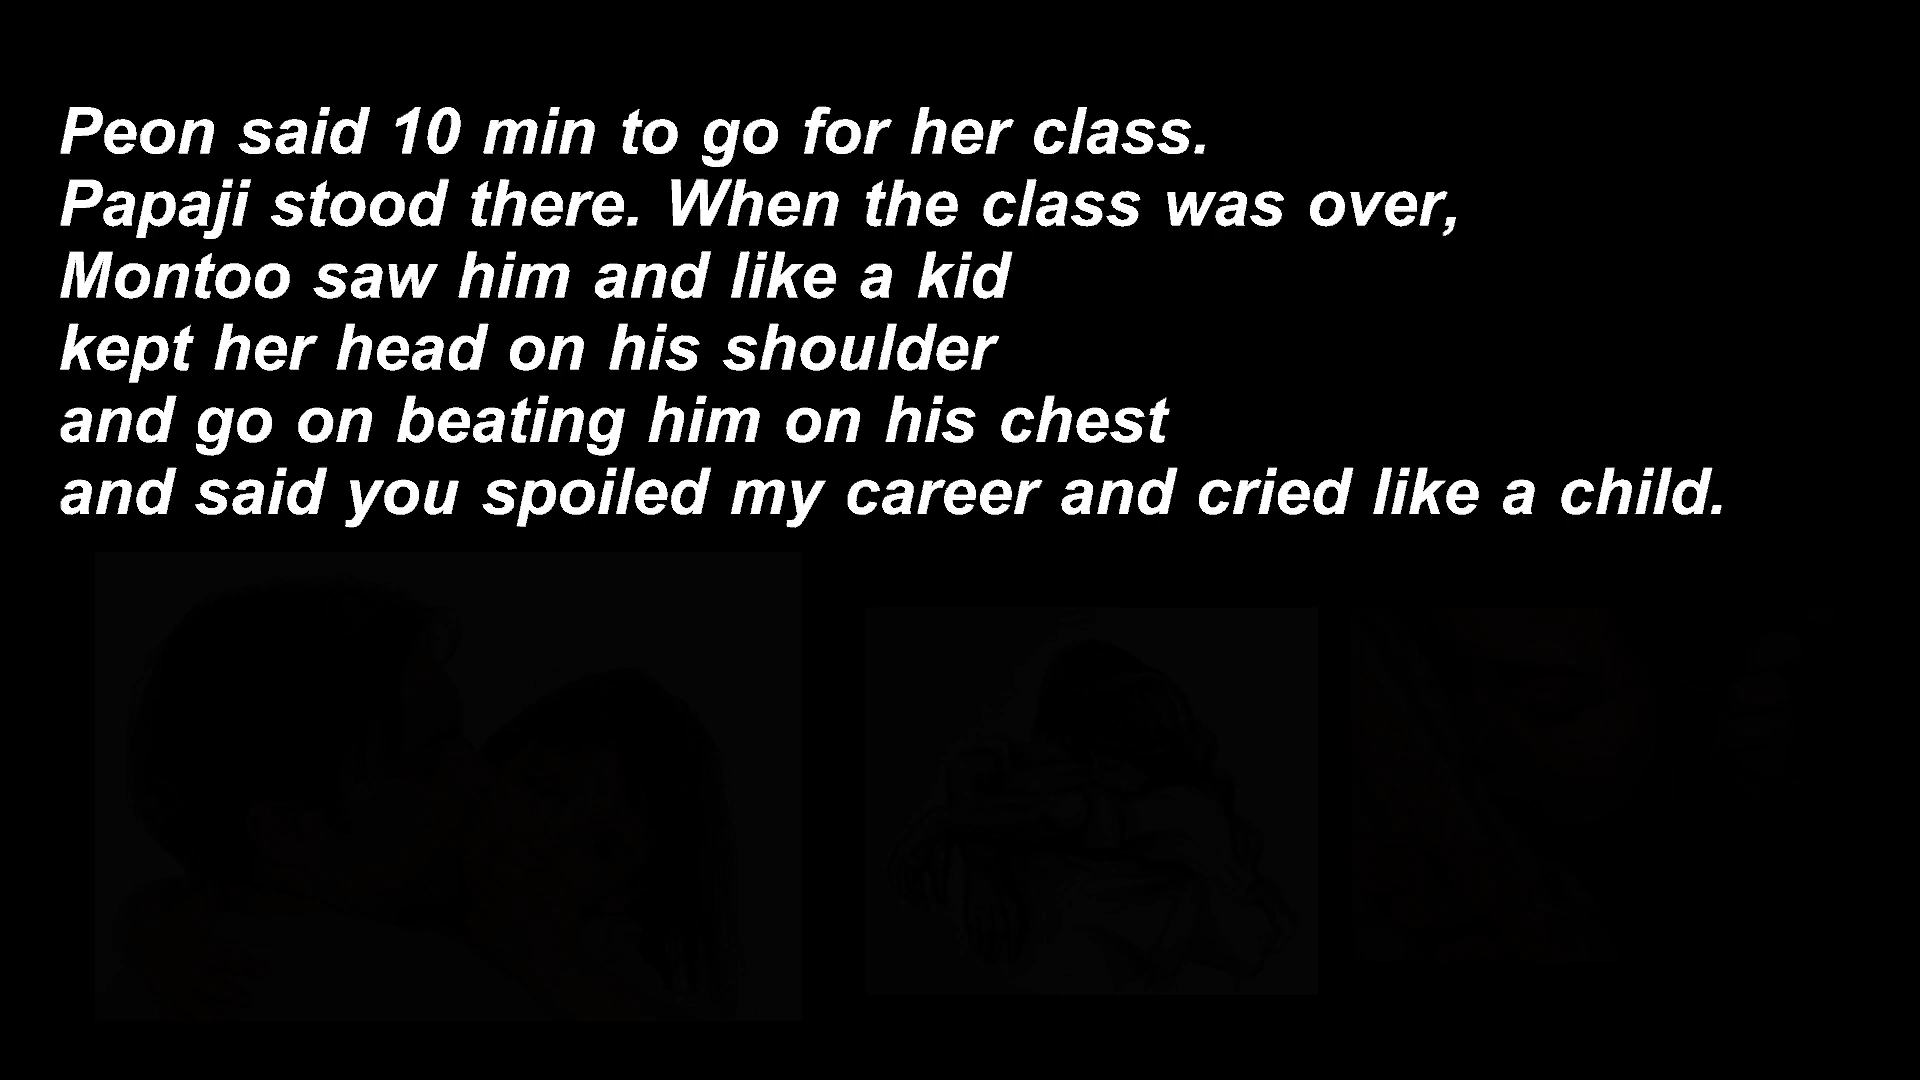 Peon said 10 min to go for her class.
Papaji stood there. When the class was over,
Montoo saw him and like a kid
kept her head on his shoulder
and go on beating him on his chest
and said you spoiled my career and cried like a child.